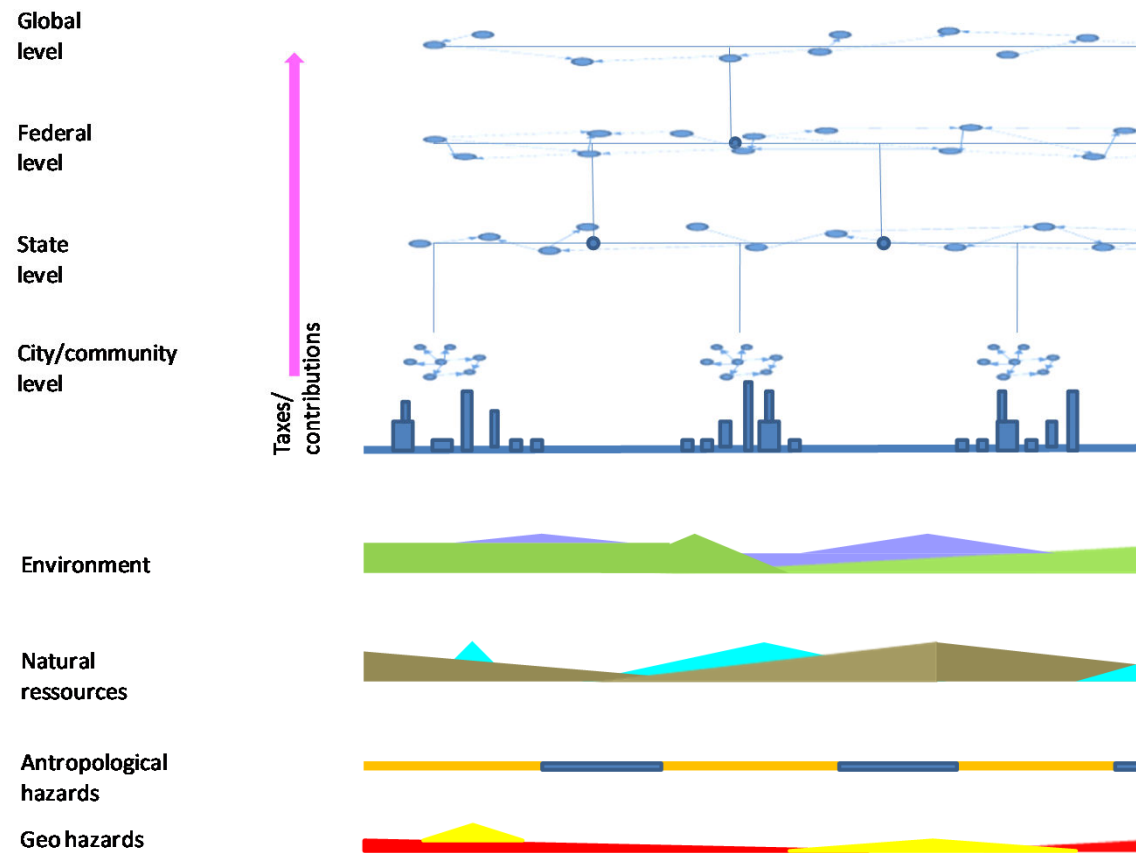 Global
level
Federal
level
State
level
City/community
level
Taxes/
contributions
Environment
Natural
ressources
Antropological
hazards
Geo hazards